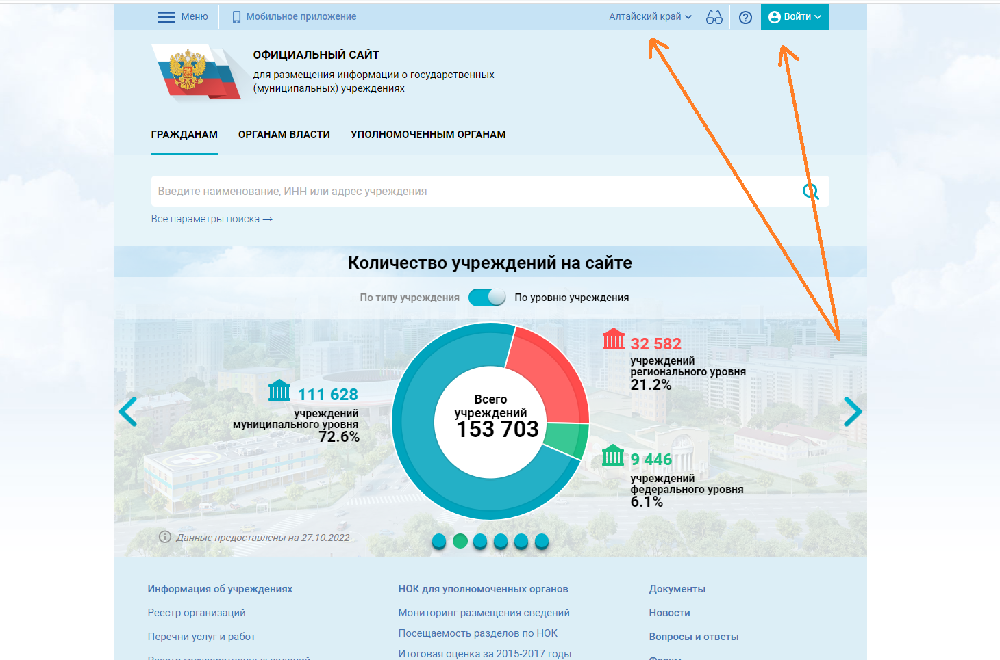 Меню
Мобильное приложение
Алтайский край
Войти
ОФИЦИАЛЬНЫЙ САЙТ
для размещения информации о государственных
(муниципальных) учреждениях
ГРАЖДАНАМ
ОРГАНАМ ВЛАСТИ
УПОЛНОМОЧЕННЫМ ОРГАНАМ
Введите наименование, ИНН или адрес учреждения
Все параметры поиска →
Количество учреждений на сайте
По типу учреждения
По уровню учреждения
32 582
учреждений
регионального уровня
21.2%
111 628
учреждений
муниципального уровня
72.6%
Всего
учреждений
153 703
9 446
учреждений
федерального уровня
6.1%
Данные предоставлены на 27.10.2022
Информация об учреждениях
Реестр организаций
Перечни услуг и работ
Реестр государственных заданий
НОК для уполномоченных органов
Мониторинг размещения сведений
Посещаемость разделов по НОК
Итоговая оценка за 2015-2017 годы
Документы
Новости
Вопросы и ответы
Форум